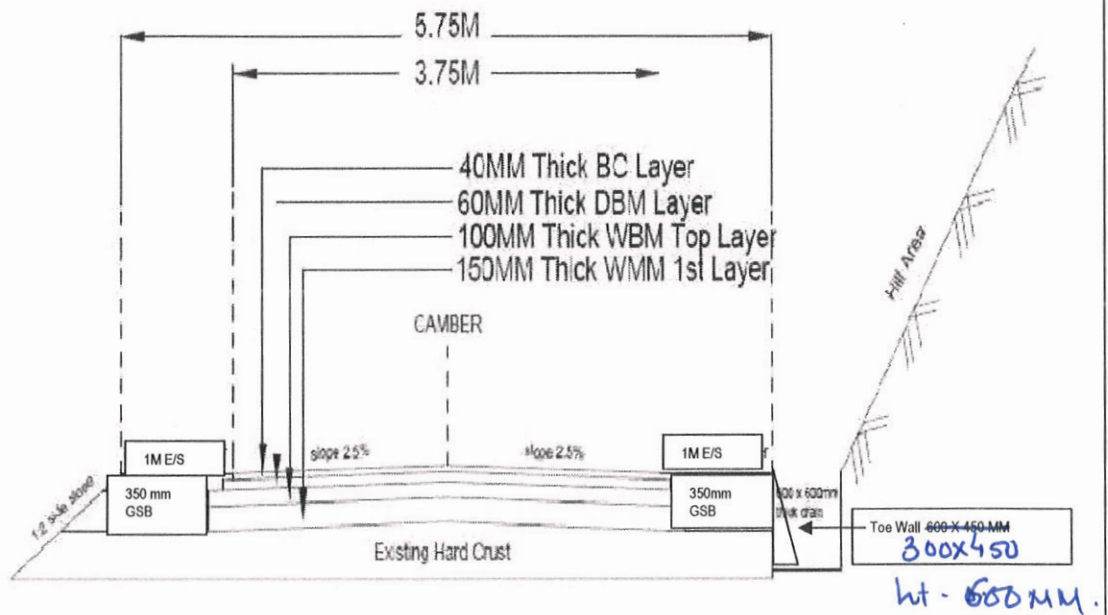 5.75M
3.75M
40MM Thick BC Layer
60MM Thick DBM Layer
100MM Thick WBM Top Layer
150MM Thick WMM 1st Layer
Hill Area
CAMBER
1M E/S
slope 2.5%
slope 2.5%
1M E/S
1:2 side slope
350 mm
GSB
350mm
GSB
x 600mm
thick drain
Existing Hard Crust
Toe Wall 600 X 450 MM
300x450
ht - 600 MM.